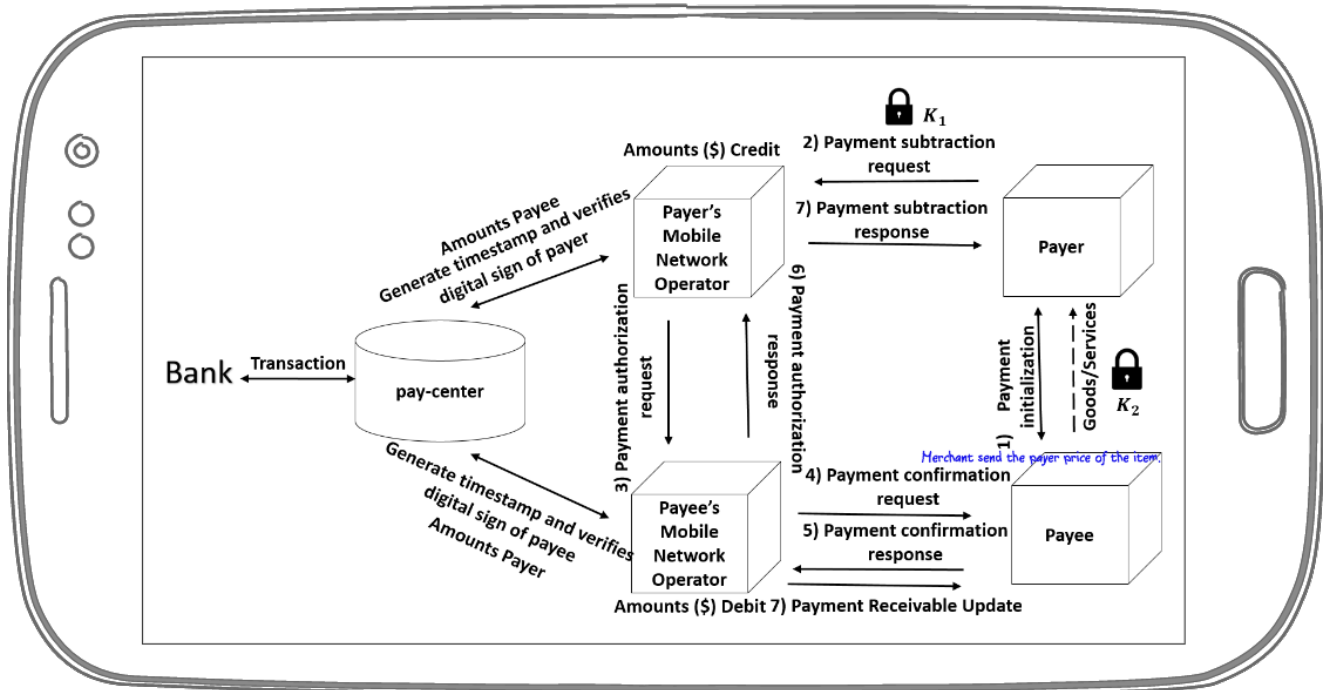 K₁
2) Payment subtraction
request
Amounts ($) Credit
7) Payment subtraction
response
Payer's
Mobile
Network
Operator
Payer
Amounts Payee
Generate timestamp and verifies
digital sign of payer
3) Payment authorization
request
6) Payment authorization
response
1) Payment
initialization
Goods/Services
K₂
Bank
Transaction
pay-center
Merchant send the payer price of the item.
Generate timestamp and verifies
digital sign of payee
Amounts Payer
4) Payment confirmation
request
5) Payment confirmation
response
Payee's
Mobile
Network
Operator
Payee
Amounts ($) Debit 7) Payment Receivable Update